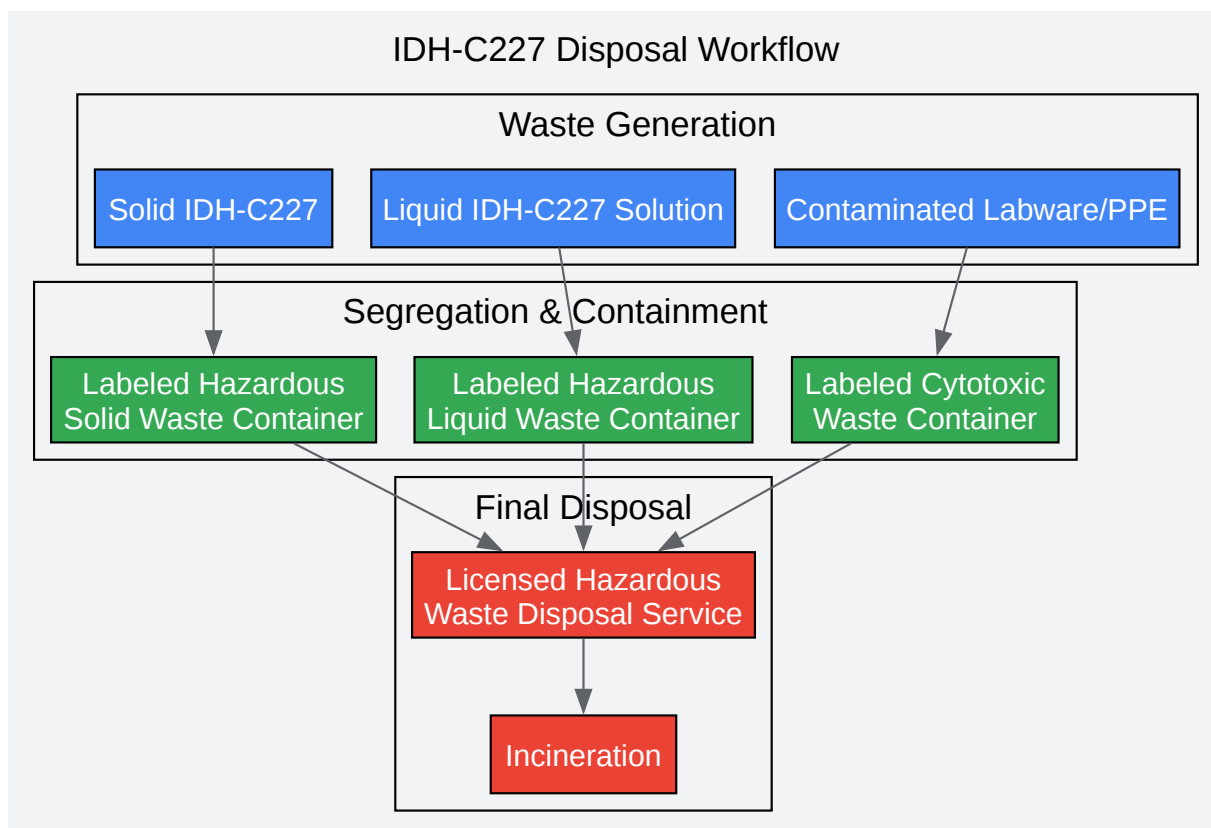 IDH-C227 Disposal Workflow
Waste Generation
Solid IDH-C227
Liquid IDH-C227 Solution
Contaminated Labware/PPE
Segregation & Containment
Labeled Hazardous
Solid Waste Container
Labeled Hazardous
Liquid Waste Container
Labeled Cytotoxic
Waste Container
Final Disposal
Licensed Hazardous
Waste Disposal Service
Incineration